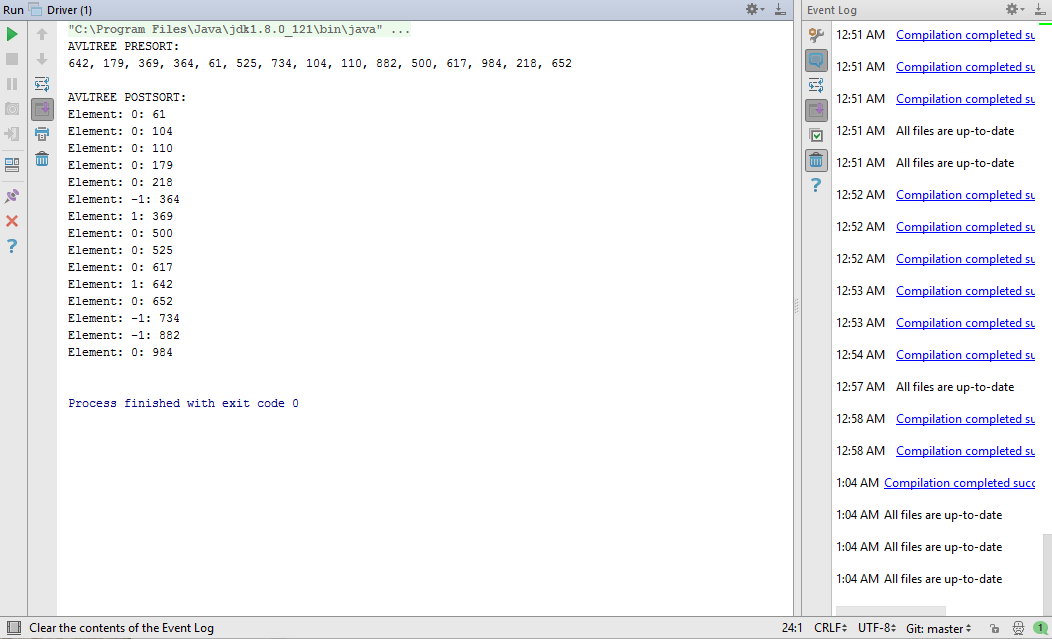 Run Driver (1)
"C:\Program Files\Java\jdk1.8.0_121\bin\java" ...
AVLTREE PRESORT:
642, 179, 369, 364, 61, 525, 734, 104, 110, 882, 500, 617, 984, 218, 652
AVLTREE POSTSORT:
Element: 0: 61
Element: 0: 104
Element: 0: 110
Element: 0: 179
Element: 0: 218
Element: -1: 364
Element: 1: 369
Element: 0: 500
Element: 0: 525
Element: 0: 617
Element: 1: 642
Element: 0: 652
Element: -1: 734
Element: -1: 882
Element: 0: 984
Process finished with exit code 0
Event Log
12:51 AM Compilation completed su
12:51 AM Compilation completed su
12:51 AM Compilation completed su
12:51 AM All files are up-to-date
12:51 AM All files are up-to-date
12:52 AM Compilation completed su
12:52 AM Compilation completed su
12:52 AM Compilation completed su
12:53 AM Compilation completed su
12:53 AM Compilation completed su
12:54 AM Compilation completed su
12:57 AM All files are up-to-date
12:58 AM Compilation completed su
12:58 AM Compilation completed su
1:04 AM Compilation completed succ
1:04 AM All files are up-to-date
1:04 AM All files are up-to-date
1:04 AM All files are up-to-date
Clear the contents of the Event Log 24:1 CRLF UTF-8 Git: master 1